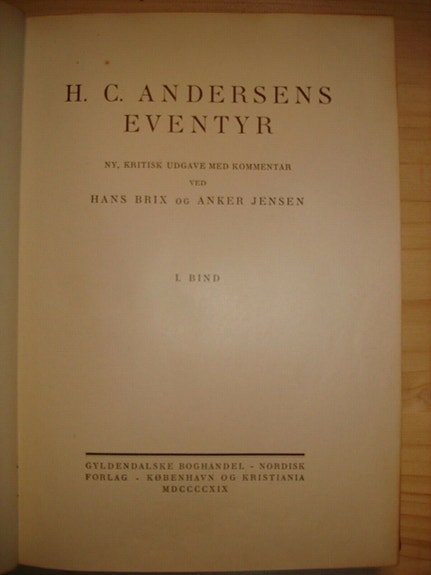 H. C. ANDERSENS
EVENTYR
NY, KRITISK UDGAVE MED KOMMENTAR
VED
HANS BRIX OG ANKER JENSEN
I. BIND
GYLDENDALSKE BOGHANDEL - NORDISK
FORLAG - KØBENHAVN OG KRISTIANIA
MDCCCCXIX